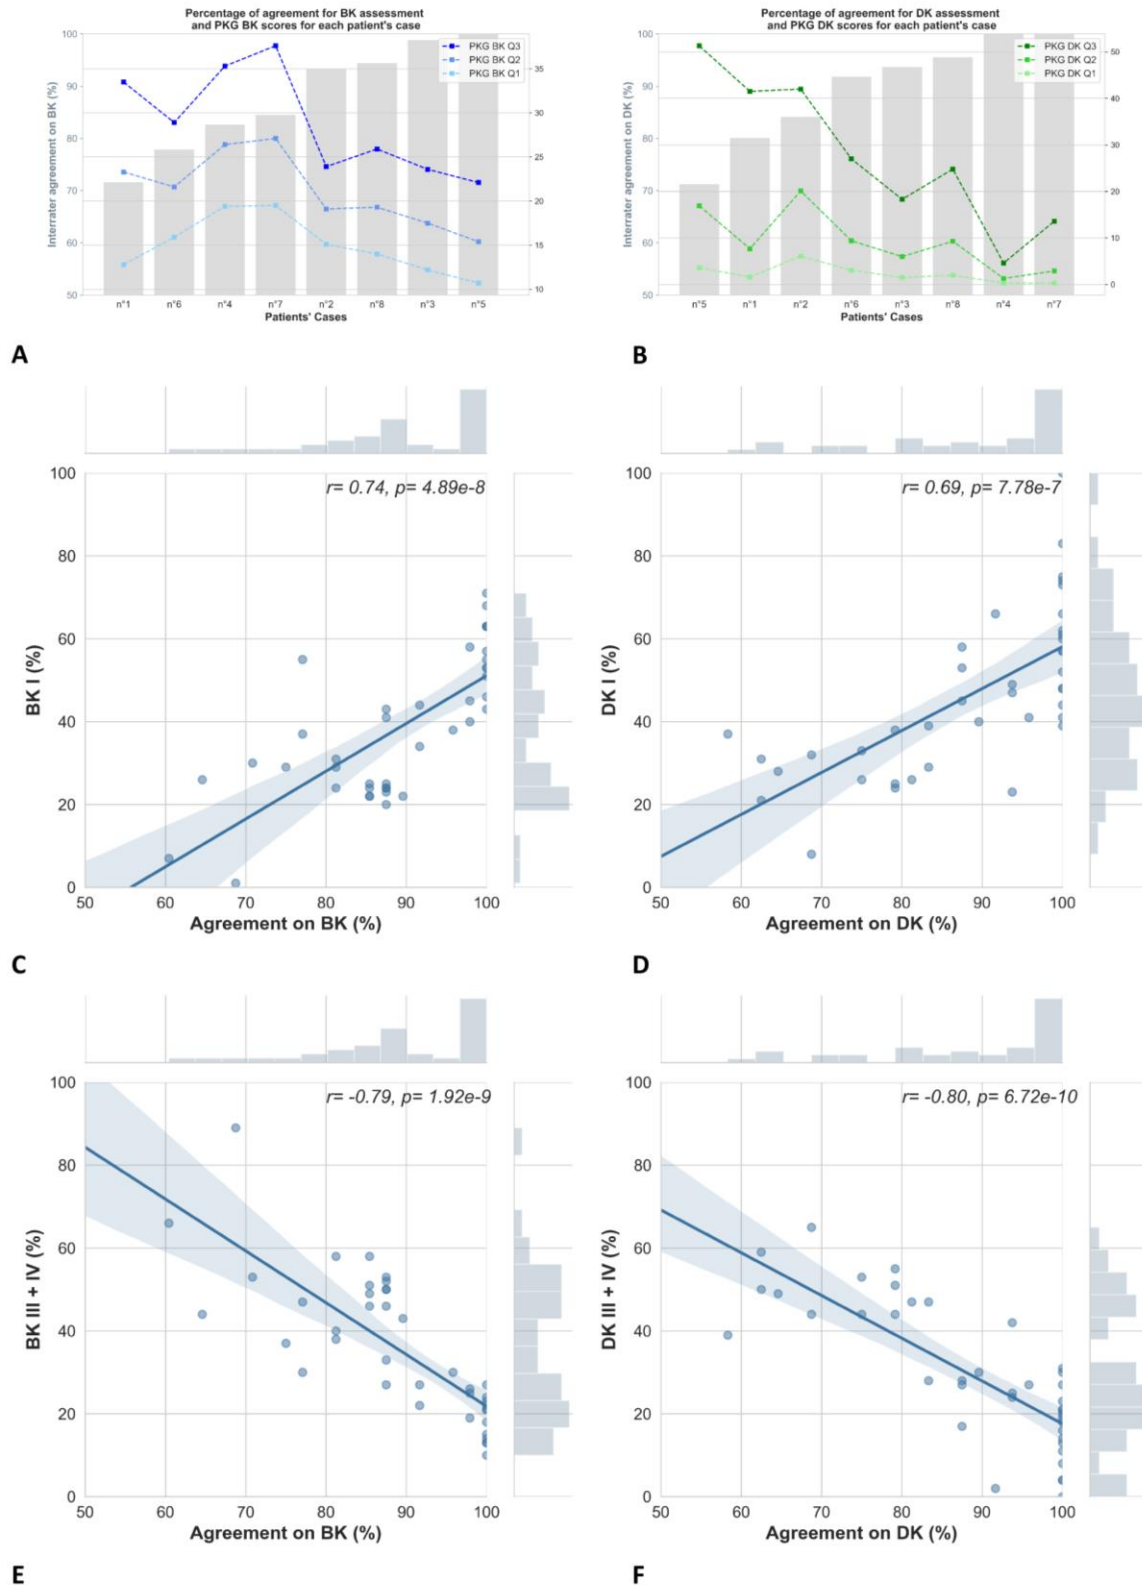 Percentage of agreement for BK assessment
and PKG BK scores for each patient's case
Interrater agreement on BK (%)
100
90
80
70
60
50
PKG BK Q3
PKG BK Q2
PKG BK Q1
35
30
25
20
15
10
n°1 n°6 n°4 n°7 n°2 n°8 n°3 n°5
Patients' Cases
A
Percentage of agreement for DK assessment
and PKG DK scores for each patient's case
Interrater agreement on DK (%)
100
90
80
70
60
50
PKG DK Q3
PKG DK Q2
PKG DK Q1
50
40
30
20
10
0
n°5 n°1 n°2 n°6 n°3 n°8 n°4 n°7
Patients' Cases
B
r= 0.74, p= 4.89e-8
BK I (%)
100
80
60
40
20
0
50 60 70 80 90 100
Agreement on BK (%)
C
r= 0.69, p= 7.78e-7
DK I (%)
100
80
60
40
20
0
50 60 70 80 90 100
Agreement on DK (%)
D
r= -0.79, p= 1.92e-9
BK III + IV (%)
100
80
60
40
20
0
50 60 70 80 90 100
Agreement on BK (%)
E
r= -0.80, p= 6.72e-10
DK III + IV (%)
100
80
60
40
20
0
50 60 70 80 90 100
Agreement on DK (%)
F